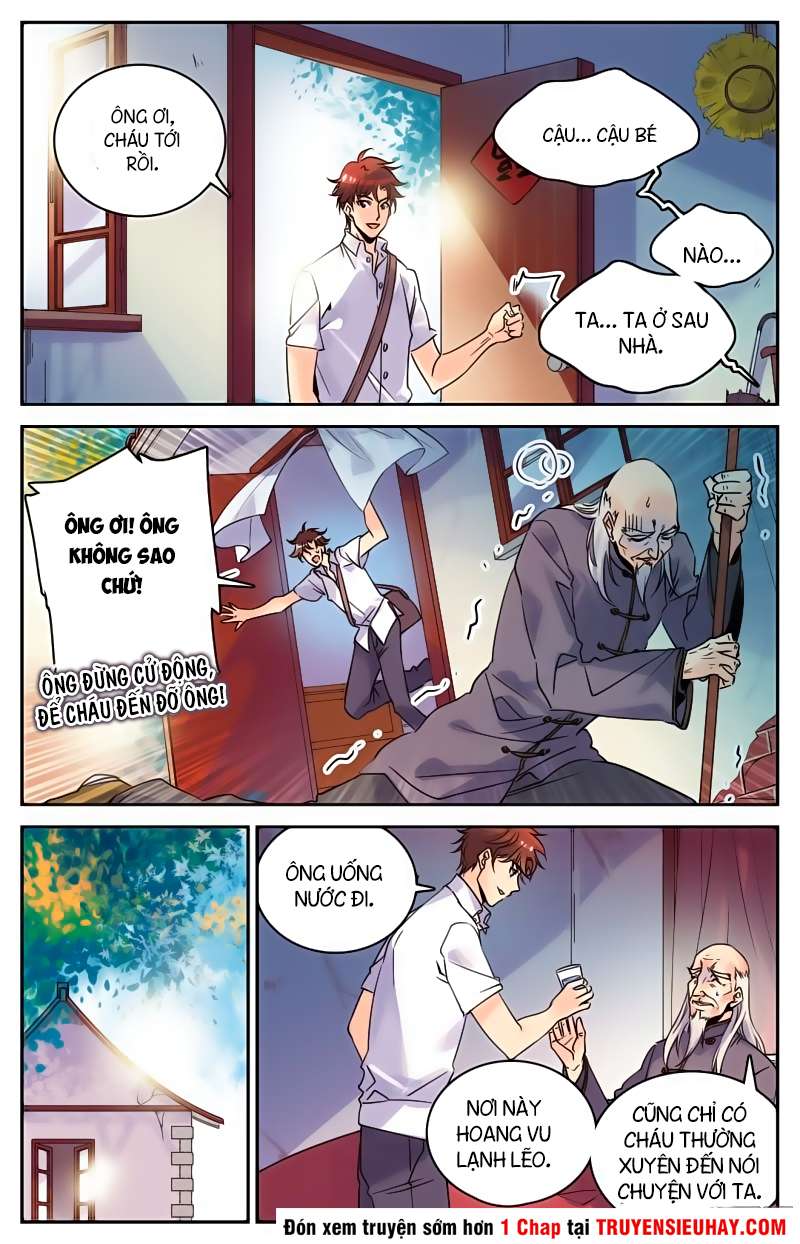 ÔNG ƠI,
CHÁU TỚI
RỒI.
CẬU... CẬU BÉ
NÀO...
TA... TA Ở SAU
NHÀ.
ÔNG ƠI! ÔNG
KHÔNG SAO
CHỨ!
ÔNG ĐỪNG CỬ ĐỘNG,
ĐỂ CHÁU ĐẾN ĐỠ ÔNG!
ÔNG UỐNG
NƯỚC ĐI.
NƠI NÀY
HOANG VU
LẠNH LẼO.
CŨNG CHỈ CÓ
CHÁU THƯỜNG
XUYÊN ĐẾN NÓI
CHUYỆN VỚI TA.
Đón xem truyện sớm hơn 1 Chap tại TRUYENSIEUHAY.COM